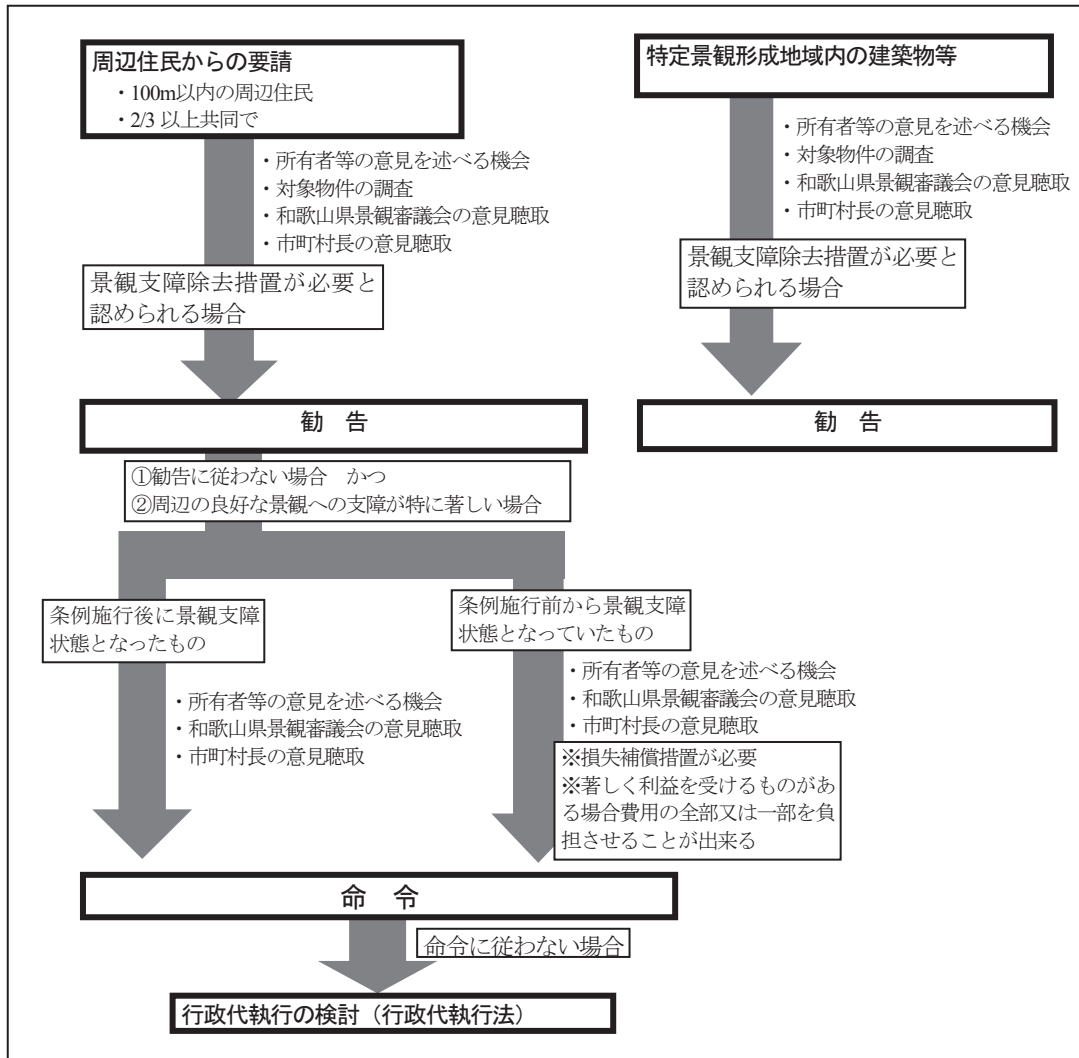 周辺住民からの要請
・100m以内の周辺住民
・2/3 以上共同で
・所有者等の意見を述べる機会
・対象物件の調査
・和歌山県景観審議会の意見聴取
・市町村長の意見聴取
景観支障除去措置が必要と
認められる場合
特定景観形成地域内の建築物等
・所有者等の意見を述べる機会
・対象物件の調査
・和歌山県景観審議会の意見聴取
・市町村長の意見聴取
景観支障除去措置が必要と
認められる場合
勧 告
勧 告
①勧告に従わない場合 かつ
②周辺の良好な景観への支障が特に著しい場合
条例施行後に景観支障
状態となったもの
・所有者等の意見を述べる機会
・和歌山県景観審議会の意見聴取
・市町村長の意見聴取
条例施行前から景観支障
状態となっていたもの
・所有者等の意見を述べる機会
・和歌山県景観審議会の意見聴取
・市町村長の意見聴取
※損失補償措置が必要
※著しく利益を受けるものがあ
る場合費用の全部又は一部を負
担させることが出来る
命 令
命令に従わない場合
行政代執行の検討（行政代執行法）